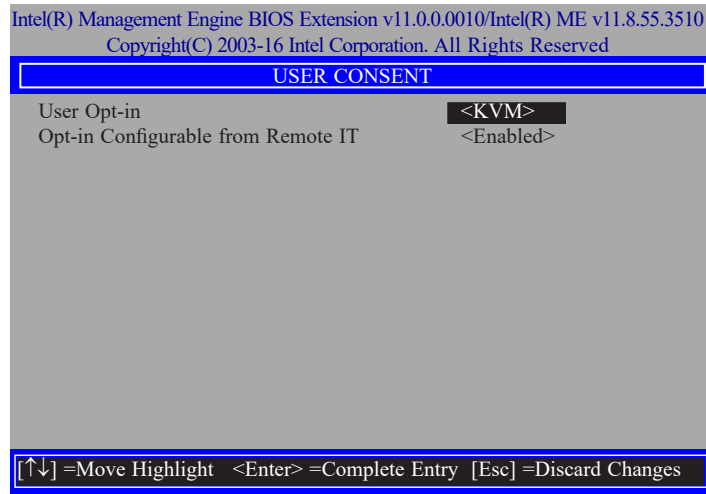 Intel(R) Management Engine BIOS Extension v11.0.0.0010/Intel(R) ME v11.8.55.3510
Copyright(C) 2003-16 Intel Corporation. All Rights Reserved
USER CONSENT
User Opt-in <KVM>
Opt-in Configurable from Remote IT <Enabled>
[↑↓] =Move Highlight <Enter> =Complete Entry [Esc] =Discard Changes